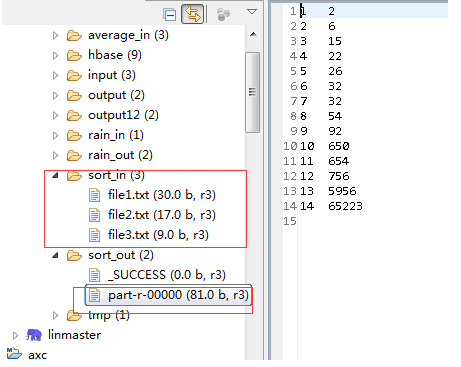 average_in (3)
hbase (9)
input (3)
output (2)
output12 (2)
rain_in (1)
rain_out (2)
sort_in (3)
file1.txt (30.0 b, r3)
file2.txt (17.0 b, r3)
file3.txt (9.0 b, r3)
sort_out (2)
_SUCCESS (0.0 b, r3)
part-r-00000 (81.0 b, r3)
tmp (1)
linmaster
axc
1 1 2
2 2 6
3 3 15
4 4 22
5 5 26
6 6 32
7 7 32
8 8 54
9 9 92
10 10 650
11 11 654
12 12 756
13 13 5956
14 14 65223
15